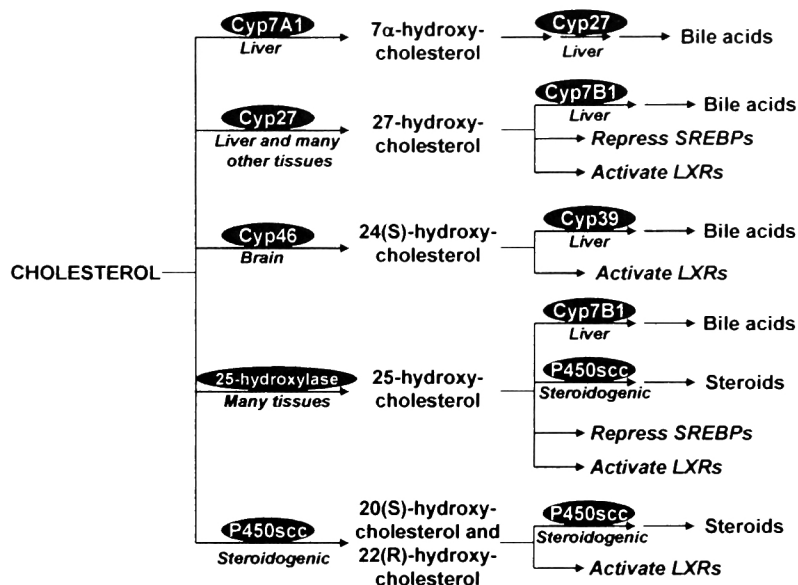 CHOLESTEROL
Cyp7A1
Liver
7α-hydroxy-
cholesterol
Cyp27
Liver
Bile acids
Cyp27
Liver and many
other tissues
27-hydroxy-
cholesterol
Cyp7B1
Liver
Bile acids
Repress SREBPs
Activate LXRs
Cyp46
Brain
24(S)-hydroxy-
cholesterol
Cyp39
Liver
Bile acids
Activate LXRs
25-hydroxylase
Many tissues
25-hydroxy-
cholesterol
Cyp7B1
Liver
Bile acids
P450scc
Steroidogenic
Steroids
Repress SREBPs
Activate LXRs
P450scc
Steroidogenic
20(S)-hydroxy-
cholesterol and
22(R)-hydroxy-
cholesterol
P450scc
Steroidogenic
Steroids
Activate LXRs